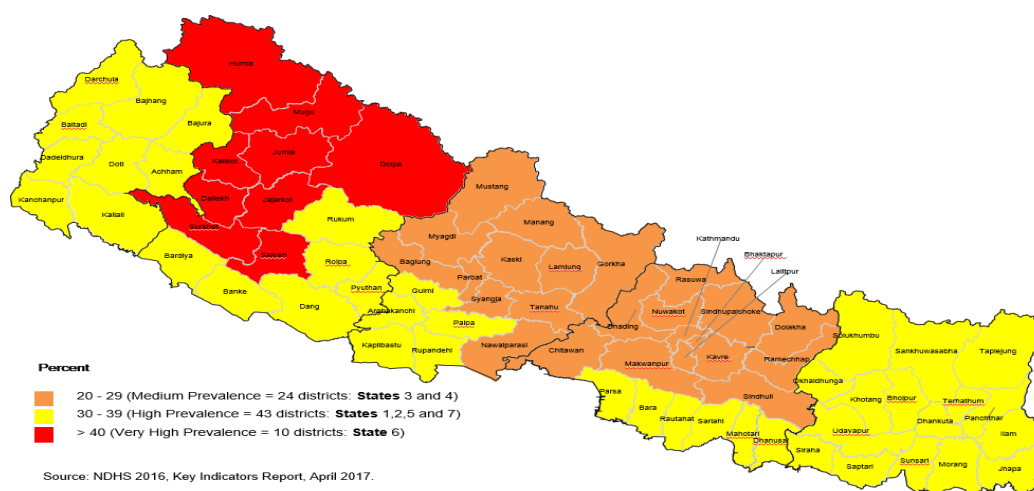 Humla
Darchula
Bajhang
Mugu
Bajura
Baitadi
Jumla
Kalikot
Dolpa
Dadeldhura
Doti
Achham
Mustang
Kanchanpur
Dailekh
Jajarkot
Kailali
Rukum
Manang
Surkhet
Myagdi
Kathmandu
Bhaktapur
Salyan
Rolpa
Baglung
Kaski
Lamjung
Gorkha
Lalitpur
Bardiya
Parbat
Rasuwa
Banke
Pyuthan
Gulmi
Syangja
Nuwakot
Sindhupalchoke
Dang
Tanahu
Palpa
Dhading
Dolakha
Solukhumbu
Kapilbastu
Rupandehi
Nawalparasi
Chitawan
Makwanpur
Kavre
Ramechhap
Sankhuwasabha
Taplejung
Okhaldhunga
Parsa
Bara
Rautahat
Sarlahi
Sindhuli
Khotang
Bhojpur
Terhathum
Panchthar
Dhankuta
Ilam
Mahotari
Dhanusa
Udayapur
Siraha
Saptari
Sunsari
Morang
Jhapa
Percent
20 - 29 (Medium Prevalence = 24 districts: States 3 and 4)
30 - 39 (High Prevalence = 43 districts: States 1,2,5 and 7)
> 40 (Very High Prevalence = 10 districts: State 6)
Source: NDHS 2016, Key Indicators Report, April 2017.